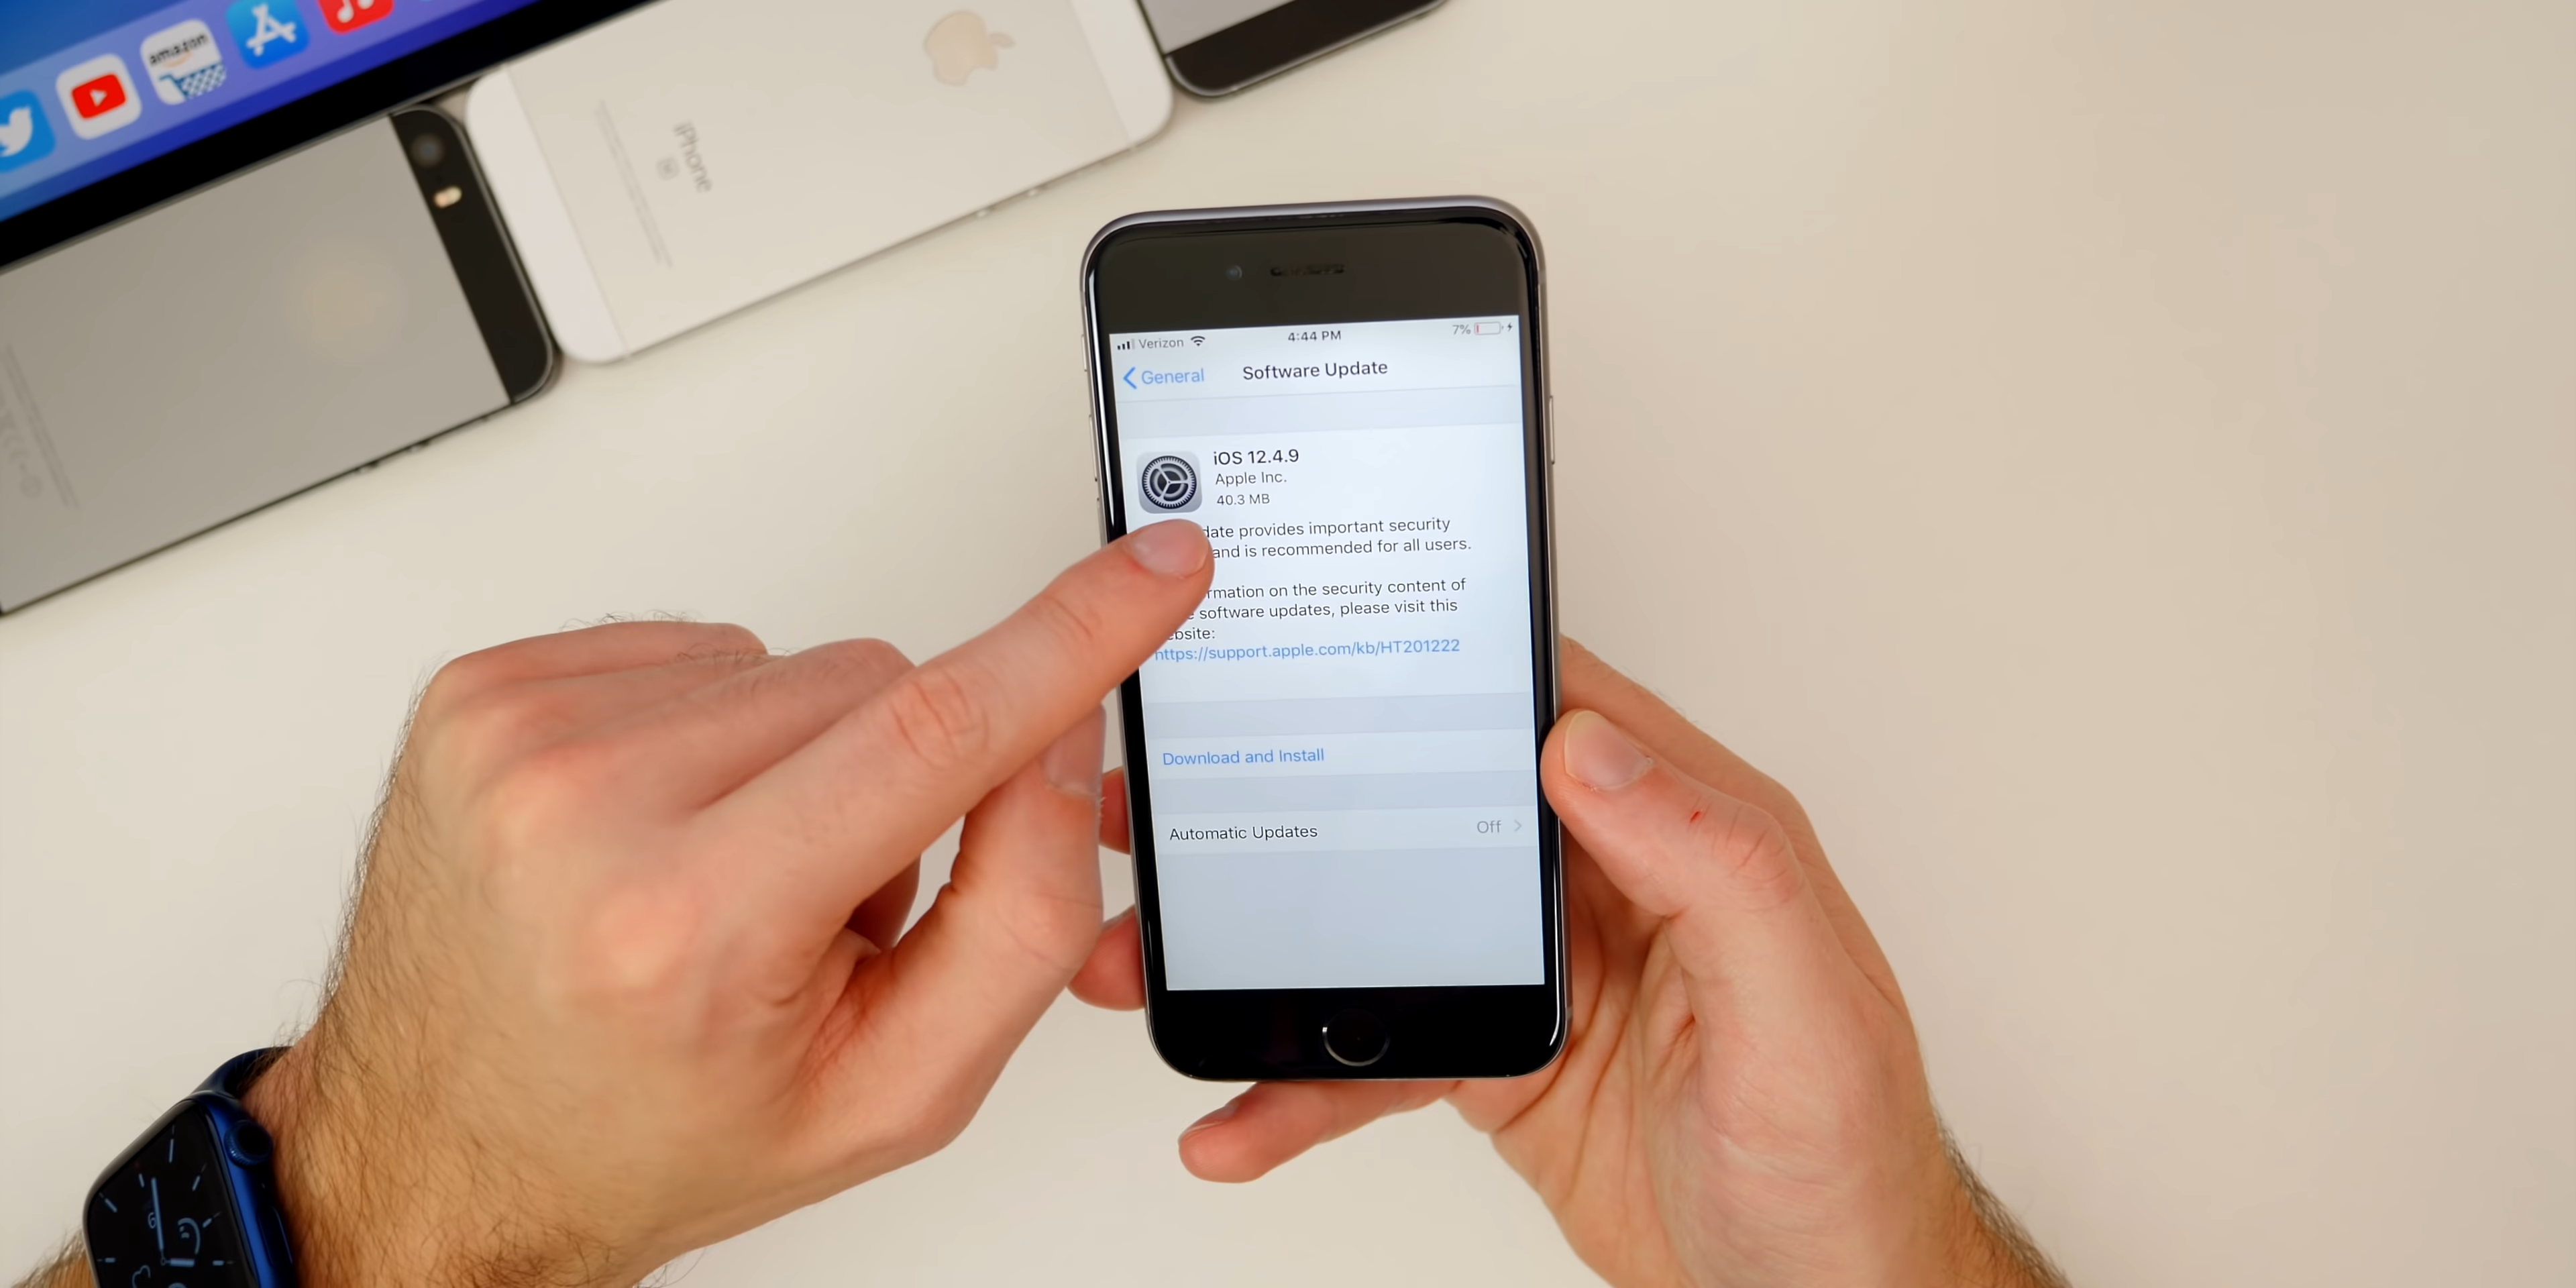 amazon
iPhone
Verizon 4:44 PM 7%
General Software Update
iOS 12.4.9
Apple Inc.
40.3 MB
date provides important security
and is recommended for all users.
rmation on the security content of
software updates, please visit this
ebsite:
https://support.apple.com/kb/HT201222
Download and Install
Automatic Updates Off